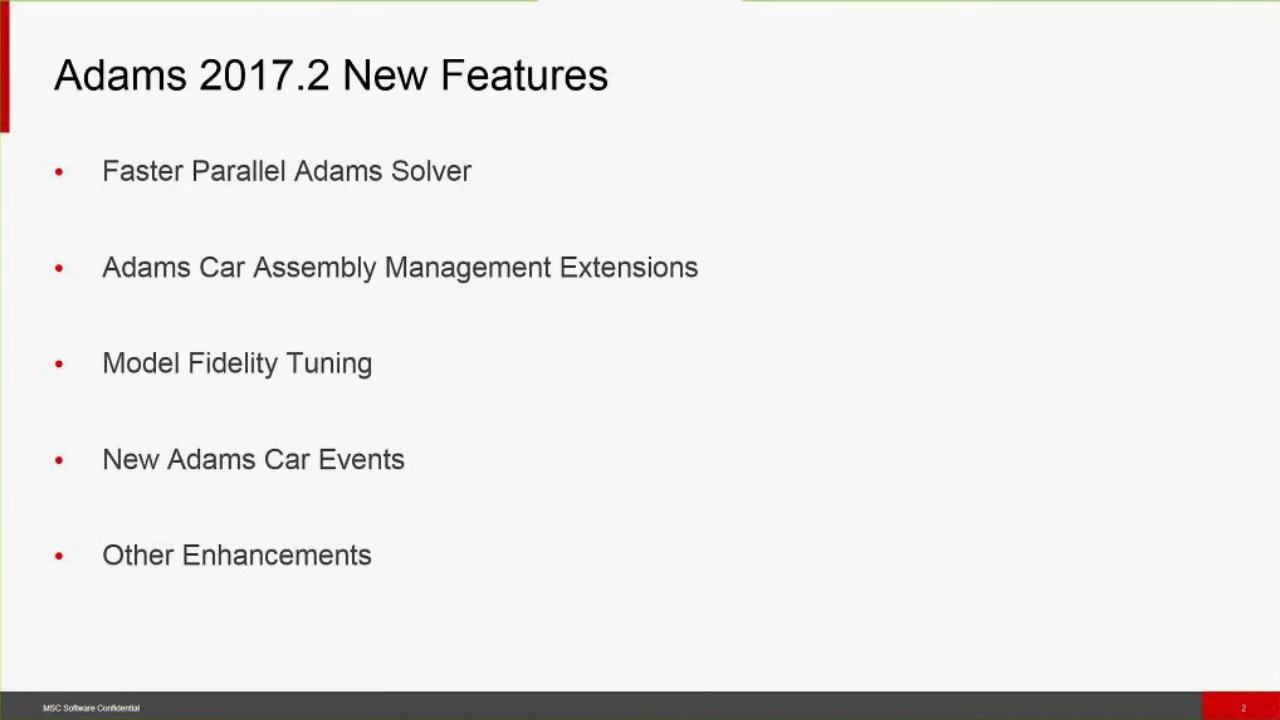 Adams 2017.2 New Features
• Faster Parallel Adams Solver
• Adams Car Assembly Management Extensions
• Model Fidelity Tuning
• New Adams Car Events
• Other Enhancements
MSC Software Confidential
2